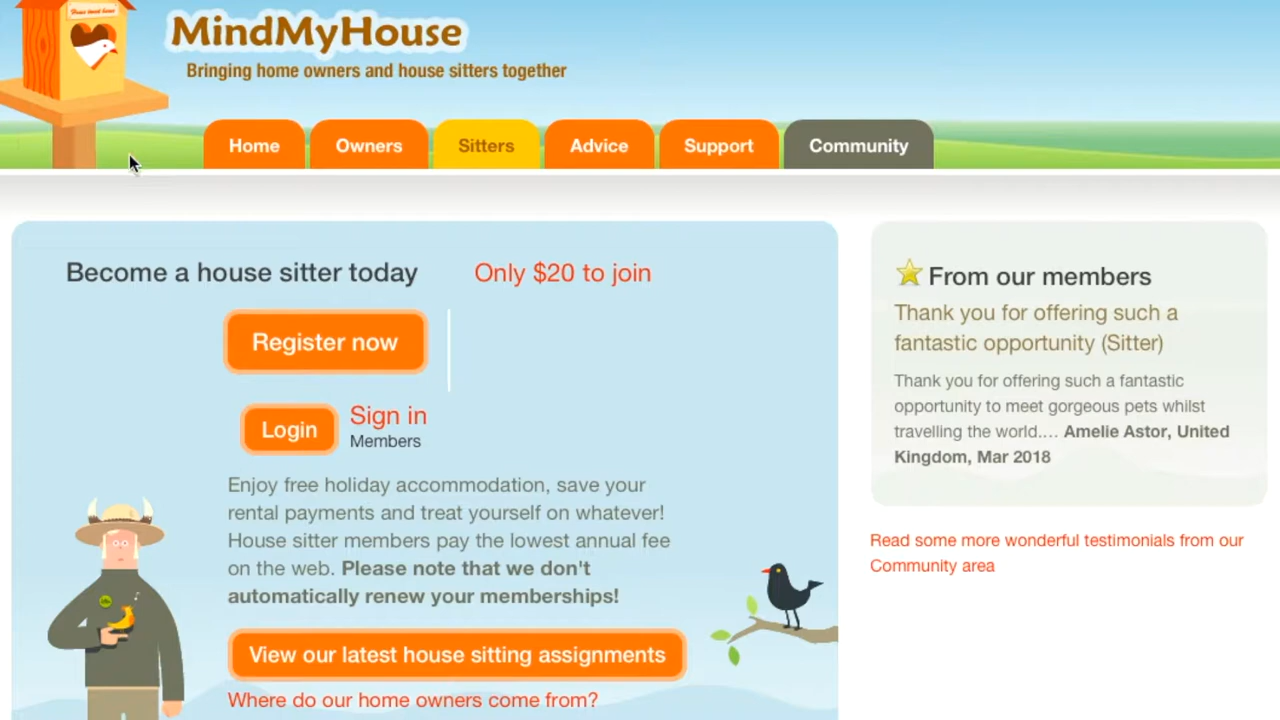 Home sweet home
MindMyHouse
Bringing home owners and house sitters together
Home
Owners
Sitters
Advice
Support
Community
Become a house sitter today
Only $20 to join
Register now
Login
Sign in
Members
Enjoy free holiday accommodation, save your
rental payments and treat yourself on whatever!
House sitter members pay the lowest annual fee
on the web. Please note that we don't
automatically renew your memberships!
View our latest house sitting assignments
Where do our home owners come from?
From our members
Thank you for offering such a
fantastic opportunity (Sitter)
Thank you for offering such a fantastic
opportunity to meet gorgeous pets whilst
travelling the world.... Amelie Astor, United
Kingdom, Mar 2018
Read some more wonderful testimonials from our
Community area